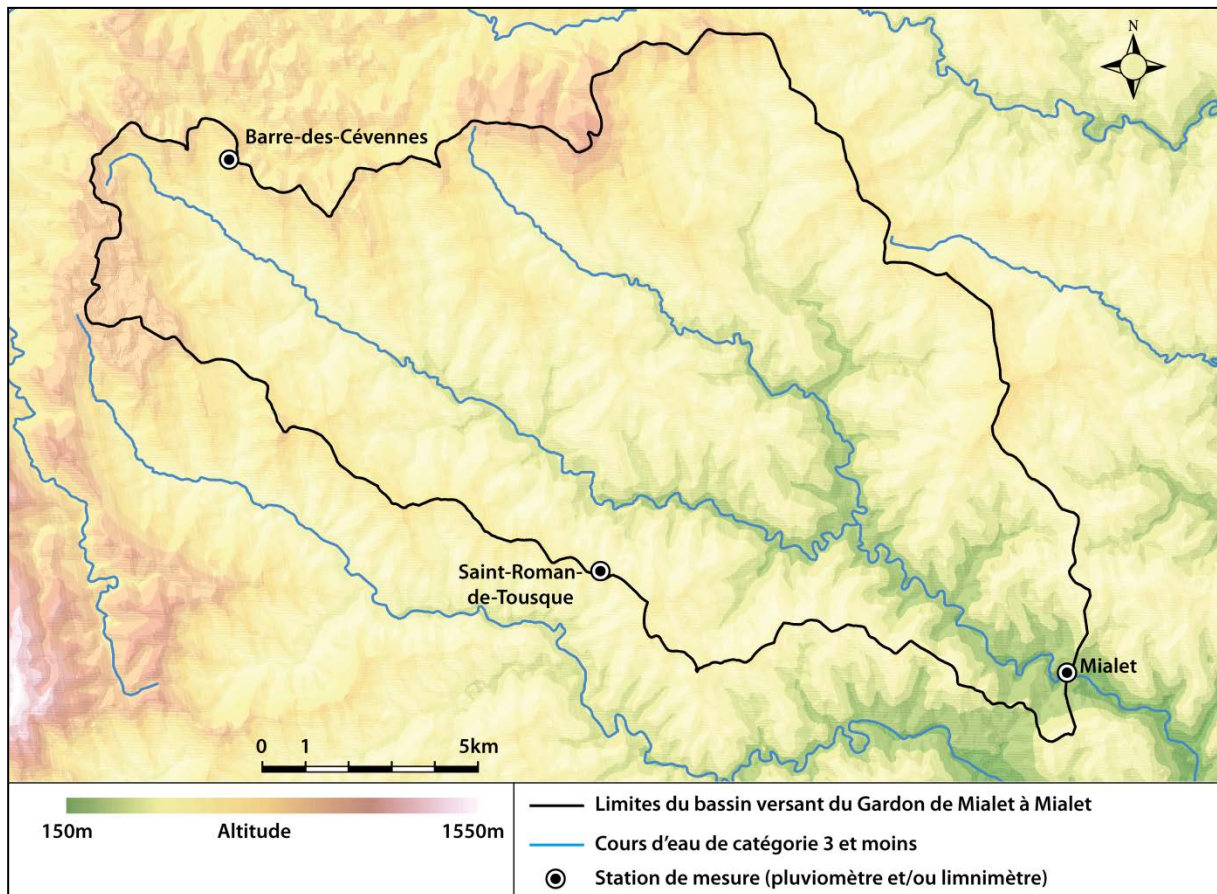 N
Barre-des-Cévennes
Saint-Roman-
de-Tousque
Mialet
0 1 5km
150m Altitude 1550m
Limites du bassin versant du Gardon de Mialet à Mialet
Cours d'eau de catégorie 3 et moins
Station de mesure (pluviomètre et/ou limnimètre)